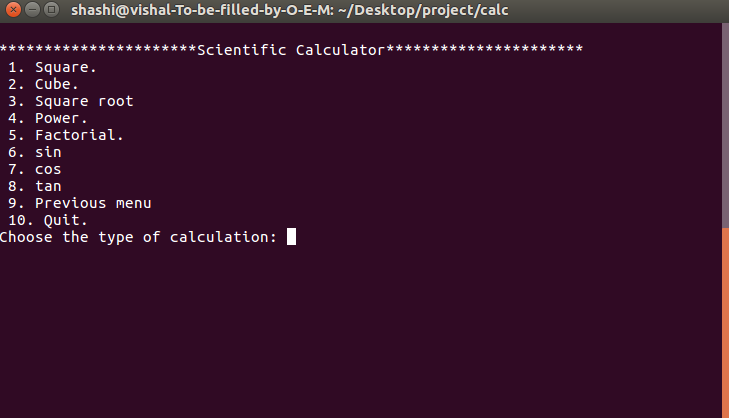 shashi@vishal-To-be-filled-by-O-E-M: ~/Desktop/project/calc
**********************Scientific Calculator**********************
1. Square.
2. Cube.
3. Square root
4. Power.
5. Factorial.
6. sin
7. cos
8. tan
9. Previous menu
10. Quit.
Choose the type of calculation: